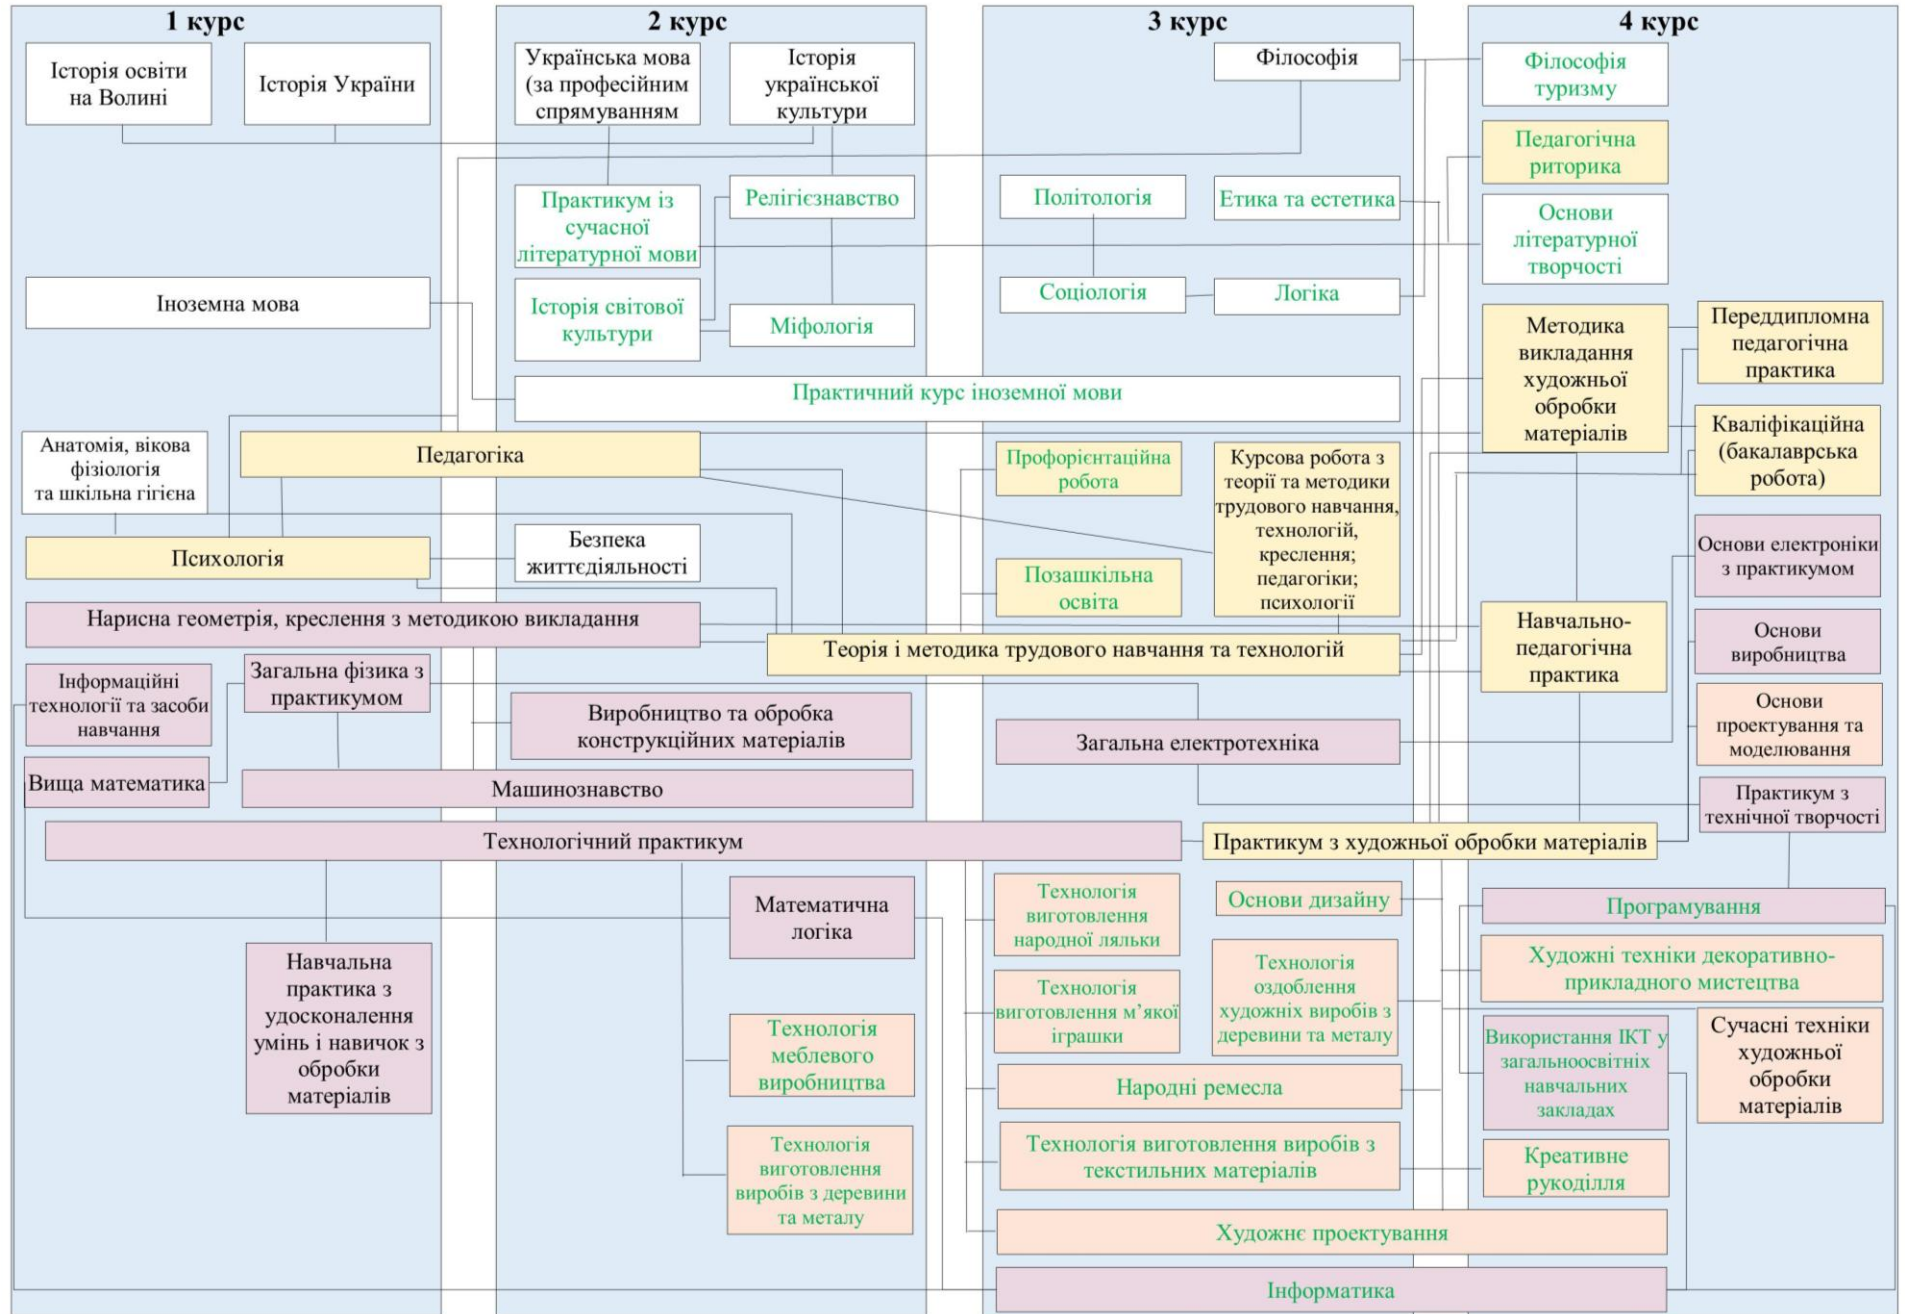 1 курс
Історія освіти
на Волині
Історія України
Іноземна мова
Анатомія, вікова
фізіологія
та шкільна гігієна
Педагогіка
Психологія
Нарисна геометрія, креслення з методикою викладання
Інформаційні
технології та засоби
навчання
Загальна фізика з
практикумом
Вища математика
Машинознавство
Технологічний практикум
Навчальна
практика з
удосконалення
умінь і навичок з
обробки
матеріалів
2 курс
Українська мова
(за професійним
спрямуванням
Історія
української
культури
Практикум із
сучасної
літературної мови
Релігієзнавство
Історія світової
культури
Міфологія
Практичний курс іноземної мови
Безпека
життєдіяльності
Теорія і методика трудового навчання та технологій
Виробництво та обробка
конструкційних матеріалів
Математична
логіка
Технологія
меблевого
виробництва
Технологія
виготовлення
виробів з деревини
та металу
3 курс
Філософія
Політологія
Етика та естетика
Соціологія
Логіка
Профорієнтаційна
робота
Курсова робота з
теорії та методики
трудового навчання,
технологій,
креслення;
педагогіки;
психології
Позашкільна
освіта
Загальна електротехніка
Практикум з художньої обробки матеріалів
Технологія
виготовлення
народної ляльки
Основи дизайну
Технологія
виготовлення м’якої
іграшки
Технологія
оздоблення
художніх виробів з
деревини та металу
Народні ремесла
Технологія виготовлення виробів з
текстильних матеріалів
Художнє проектування
Інформатика
4 курс
Філософія
туризму
Педагогічна
риторика
Основи
літературної
творчості
Методика
викладання
художньої
обробки
матеріалів
Переддипломна
педагогічна
практика
Кваліфікаційна
(бакалаврська
робота)
Основи електроніки
з практикумом
Навчально-
педагогічна
практика
Основи
виробництва
Основи
проектування та
моделювання
Практикум з
технічної творчості
Програмування
Художні техніки декоративно-
прикладного мистецтва
Використання ІКТ у
загальноосвітніх
навчальних
закладах
Сучасні техніки
художньої
обробки
матеріалів
Креативне
рукоділля